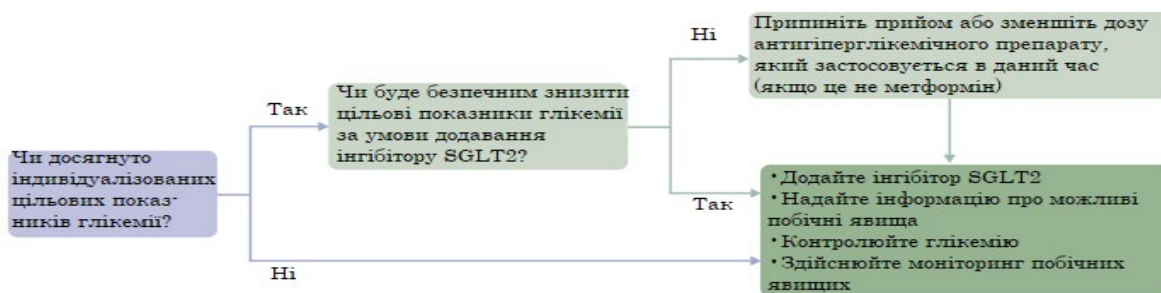 Чи досягнуто
індивідуалізованих
цільових показ-
ників глікемії?
Так
Ні
Чи буде безпечним знизити
цільові показники глікемії
за умови додавання
інгібітору SGLT2?
Ні
Так
Припиніть прийом або зменшіть дозу
антигіперглікемічного препарату,
який застосовується в даний час
(якщо це не метформін)
• Додайте інгібітор SGLT2
• Надайте інформацію про можливі
побічні явища
• Контролюйте глікемію
• Здійснюйте моніторинг побічних
явищих